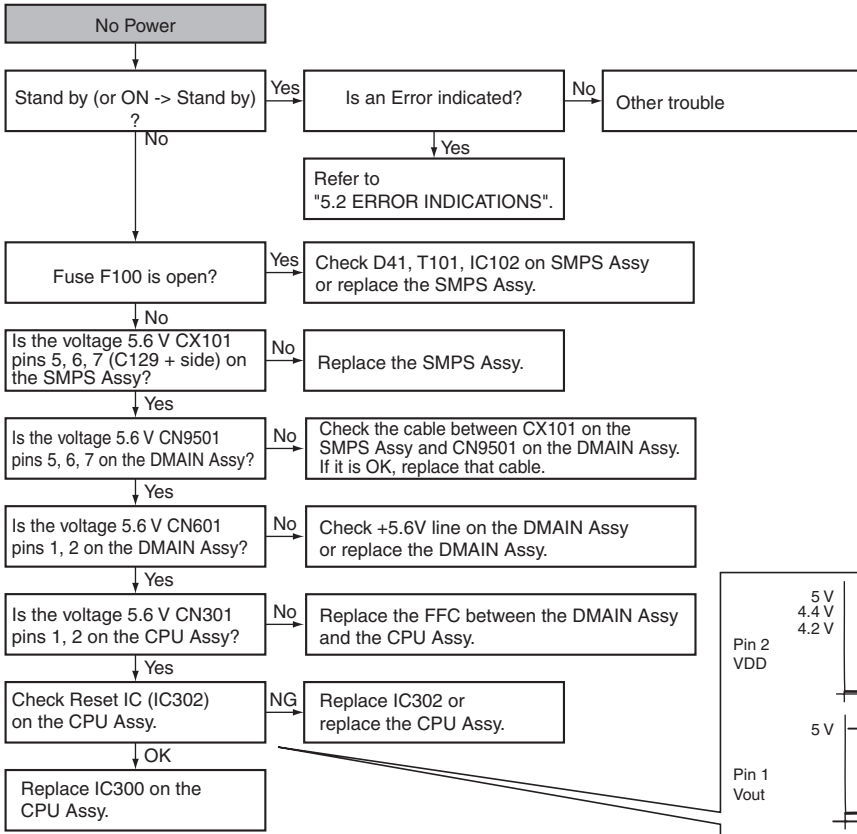 No Power
Stand by (or ON -> Stand by)
?
Yes
Is an Error indicated?
No
Other trouble
No
Yes
Refer to
"5.2 ERROR INDICATIONS".
Fuse F100 is open?
Yes
Check D41, T101, IC102 on SMPS Assy
or replace the SMPS Assy.
No
Is the voltage 5.6 V CX101
pins 5, 6, 7 (C129 + side) on
the SMPS Assy?
No
Replace the SMPS Assy.
Yes
Is the voltage 5.6 V CN9501
pins 5, 6, 7 on the DMAIN Assy?
No
Check the cable between CX101 on the
SMPS Assy and CN9501 on the DMAIN Assy.
If it is OK, replace that cable.
Yes
Is the voltage 5.6 V CN601
pins 1, 2 on the DMAIN Assy?
No
Check +5.6V line on the DMAIN Assy
or replace the DMAIN Assy.
Yes
Is the voltage 5.6 V CN301
pins 1, 2 on the CPU Assy?
No
Replace the FFC between the DMAIN Assy
and the CPU Assy.
Yes
Check Reset IC (IC302)
on the CPU Assy.
NG
Replace IC302 or
replace the CPU Assy.
OK
Replace IC300 on the
CPU Assy.
5 V
4.4 V
4.2 V
Pin 2
VDD
5 V
Pin 1
Vout